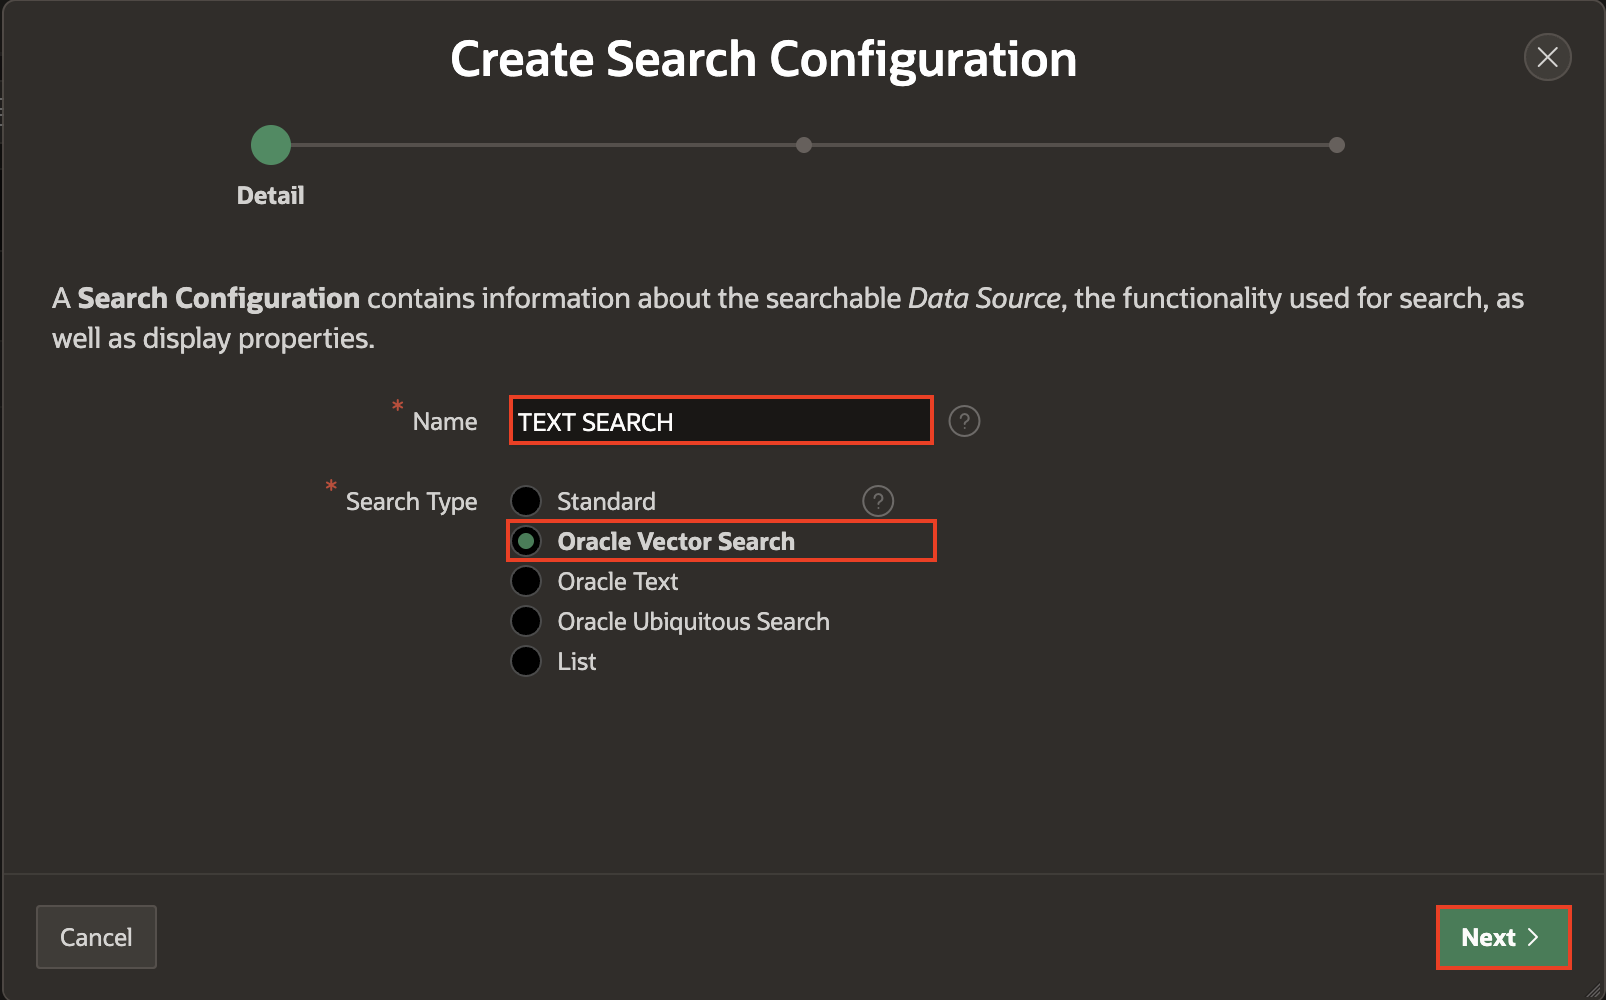 Create Search Configuration
Detail
A Search Configuration contains information about the searchable Data Source, the functionality used for search, as
well as display properties.
* Name TEXT SEARCH ?
* Search Type Standard ?
Oracle Vector Search
Oracle Text
Oracle Ubiquitous Search
List
Cancel Next